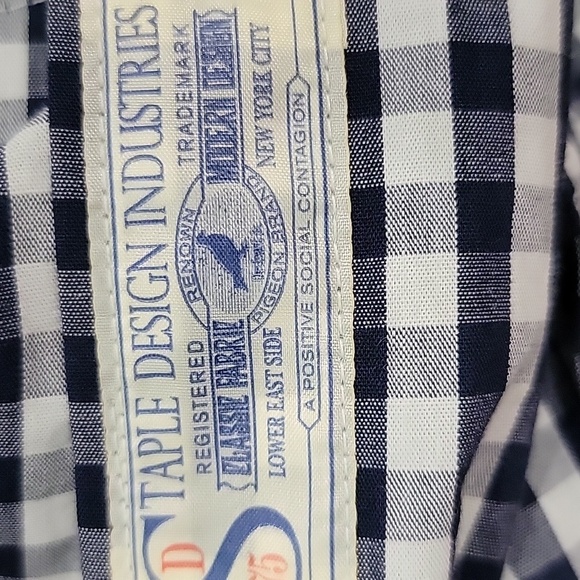 STAPLE DESIGN INDUSTRIES
REGISTERED TRADEMARK
CLASSIC FABRIC MODERN DESIGN
RENOWN
PIGEON BRAND
LOWER EAST SIDE NEW YORK CITY
A POSITIVE SOCIAL CONTAGION
D
S